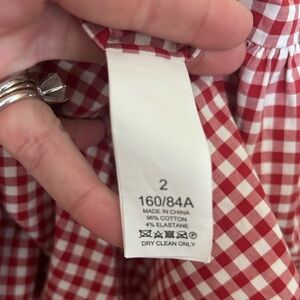 2
160/84A
MADE IN CHINA
96% COTTON
4% ELASTANE
DRY CLEAN ONLY